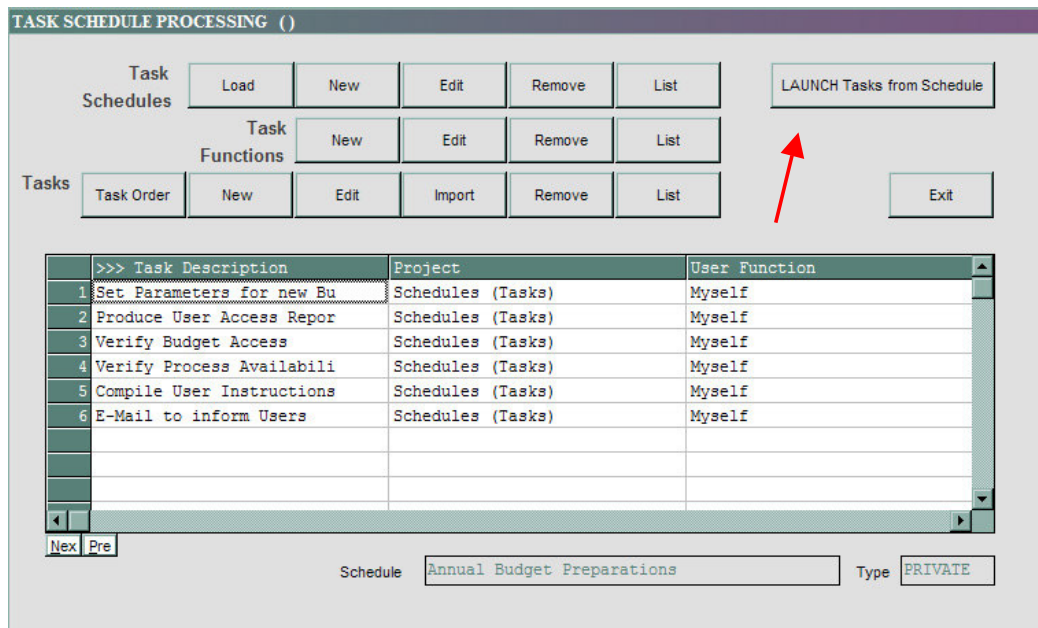 TASK SCHEDULE PROCESSING ( )
Task Schedules Load New Edit Remove List LAUNCH Tasks from Schedule
Task Functions New Edit Remove List
Tasks Task Order New Edit Import Remove List Exit
>>> Task Description Project User Function
1 Set Parameters for new Bu Schedules (Tasks) Myself
2 Produce User Access Repor Schedules (Tasks) Myself
3 Verify Budget Access Schedules (Tasks) Myself
4 Verify Process Availabili Schedules (Tasks) Myself
5 Compile User Instructions Schedules (Tasks) Myself
6 E-Mail to inform Users Schedules (Tasks) Myself
Nex Pre
Schedule Annual Budget Preparations Type PRIVATE